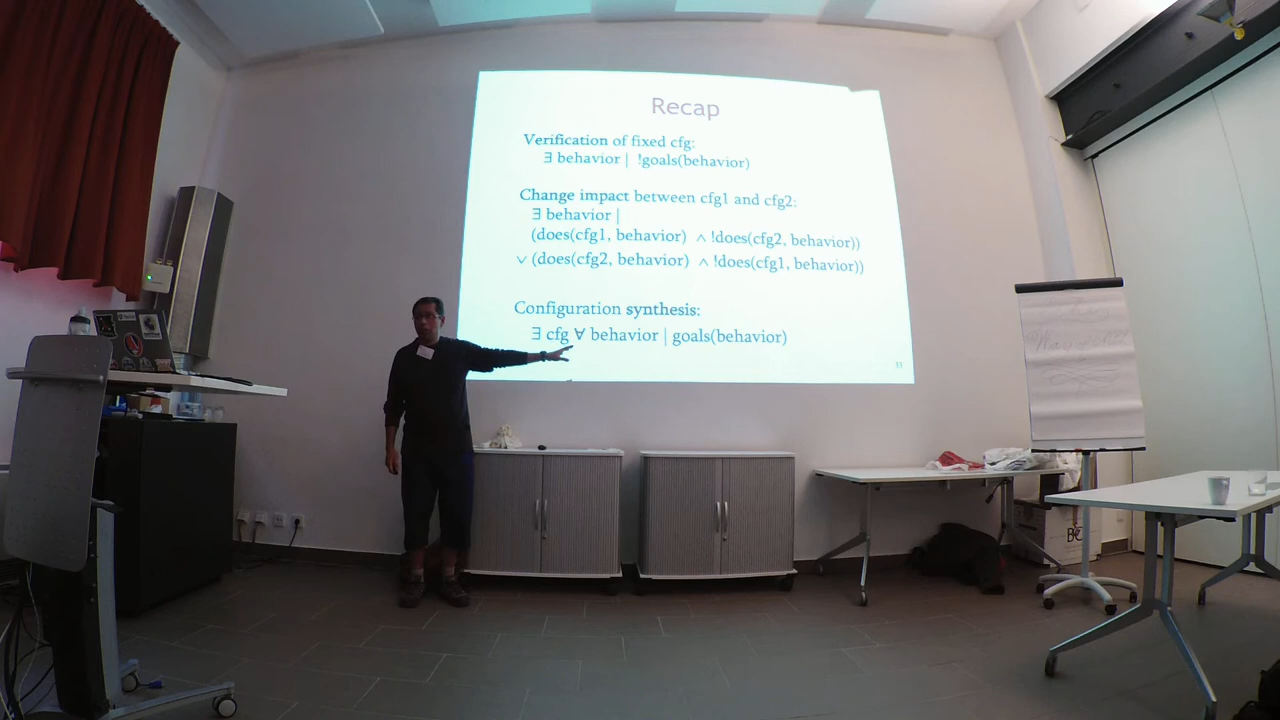 Recap
Verification of fixed cfg:
∃ behavior | !goals(behavior)
Change impact between cfg1 and cfg2:
∃ behavior |
(does(cfg1, behavior) ∧ !does(cfg2, behavior))
∨ (does(cfg2, behavior) ∧ !does(cfg1, behavior))
Configuration synthesis:
∃ cfg ∀ behavior | goals(behavior)